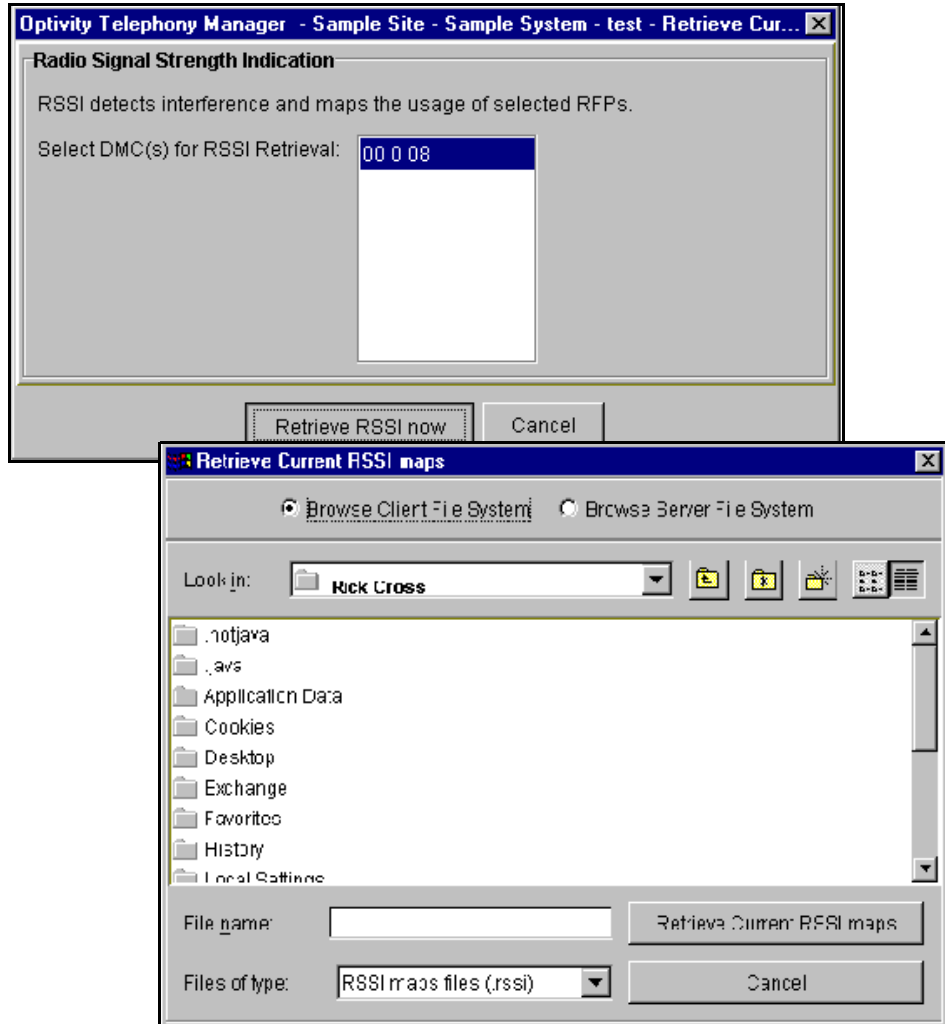 Optivity Telephony Manager - Sample Site - Sample System - test - Retrieve Cur...
Radio Signal Strength Indication
RSSI detects interference and maps the usage of selected RFPs.
Select DMC(s) for RSSI Retrieval:
00 0 08
Retrieve RSSI now
Cancel
Retrieve Current RSSI maps
Browse Client File System
Browse Server File System
Look in:
Rick Cross
.hotjava
.java
Application Data
Cookies
Desktop
Exchange
Favorites
History
Local Settings
File name:
Retrieve Current RSSI maps
Files of type:
RSSI maps files (.rssi)
Cancel